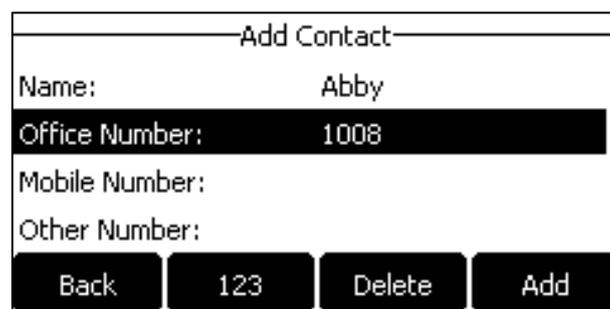 Add Contact
Name: Abby
Office Number: 1008
Mobile Number:
Other Number:
Back 123 Delete Add